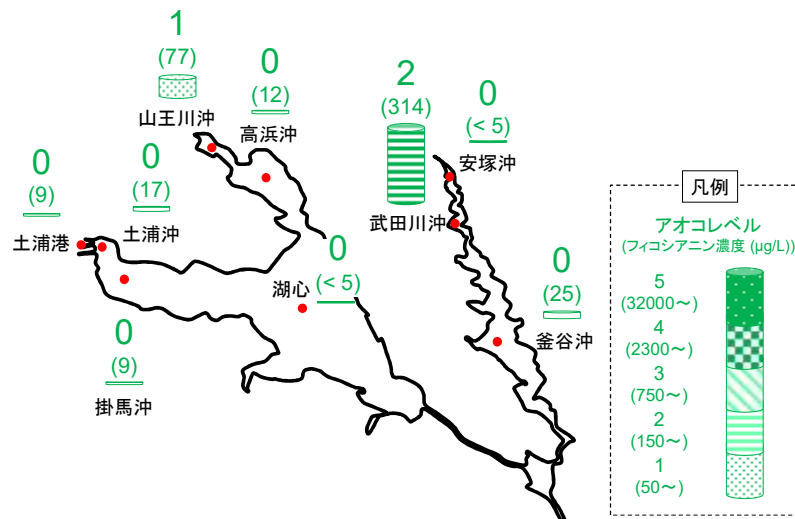 1
(77)
山王川沖
0
(12)
高浜沖
2
(314)
武田川沖
0
(< 5)
安塚沖
0
(9)
土浦港
0
(17)
土浦沖
0
(< 5)
湖心
0
(25)
釜谷沖
0
(9)
掛馬沖
凡例
アオコレベル
(フィコシアニン濃度 (μg/L))
5
(32000～)
4
(2300～)
3
(750～)
2
(150～)
1
(50～)